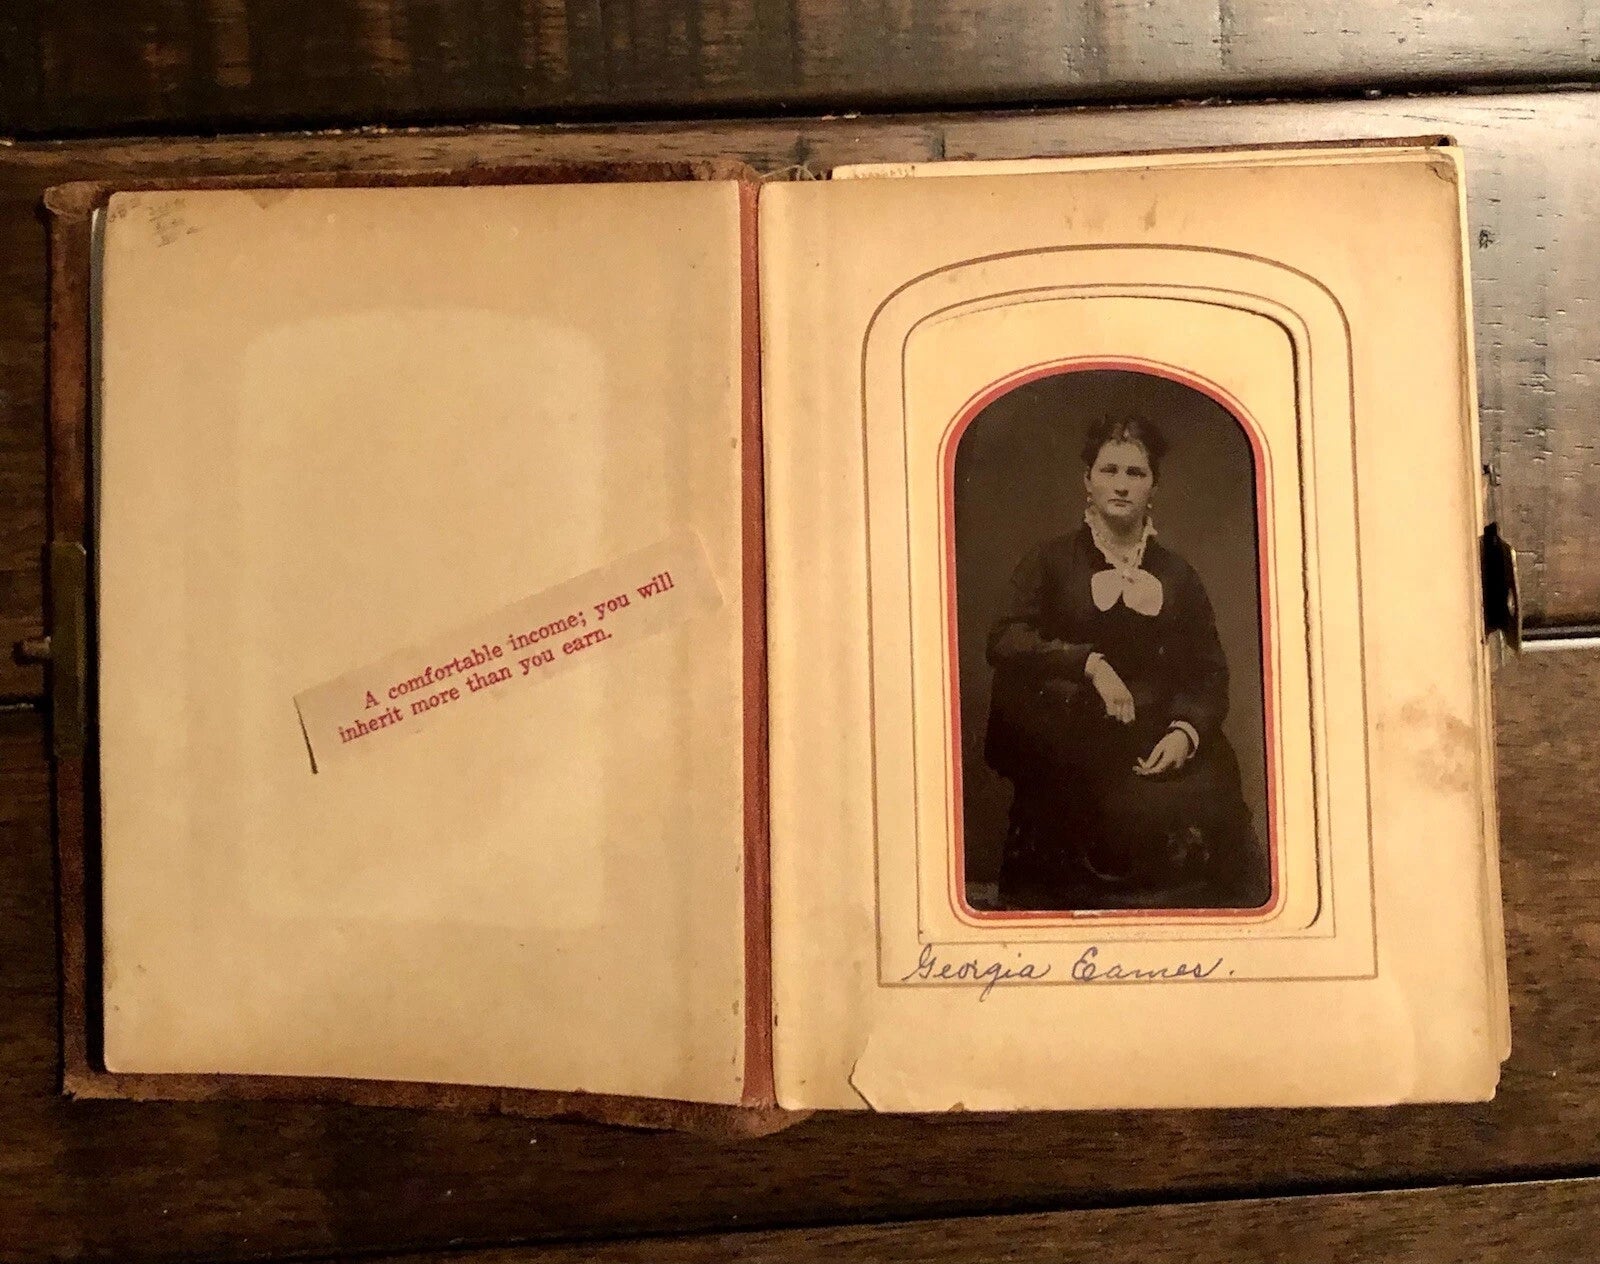 A comfortable income; you will
inherit more than you earn.
Georgia Eames.